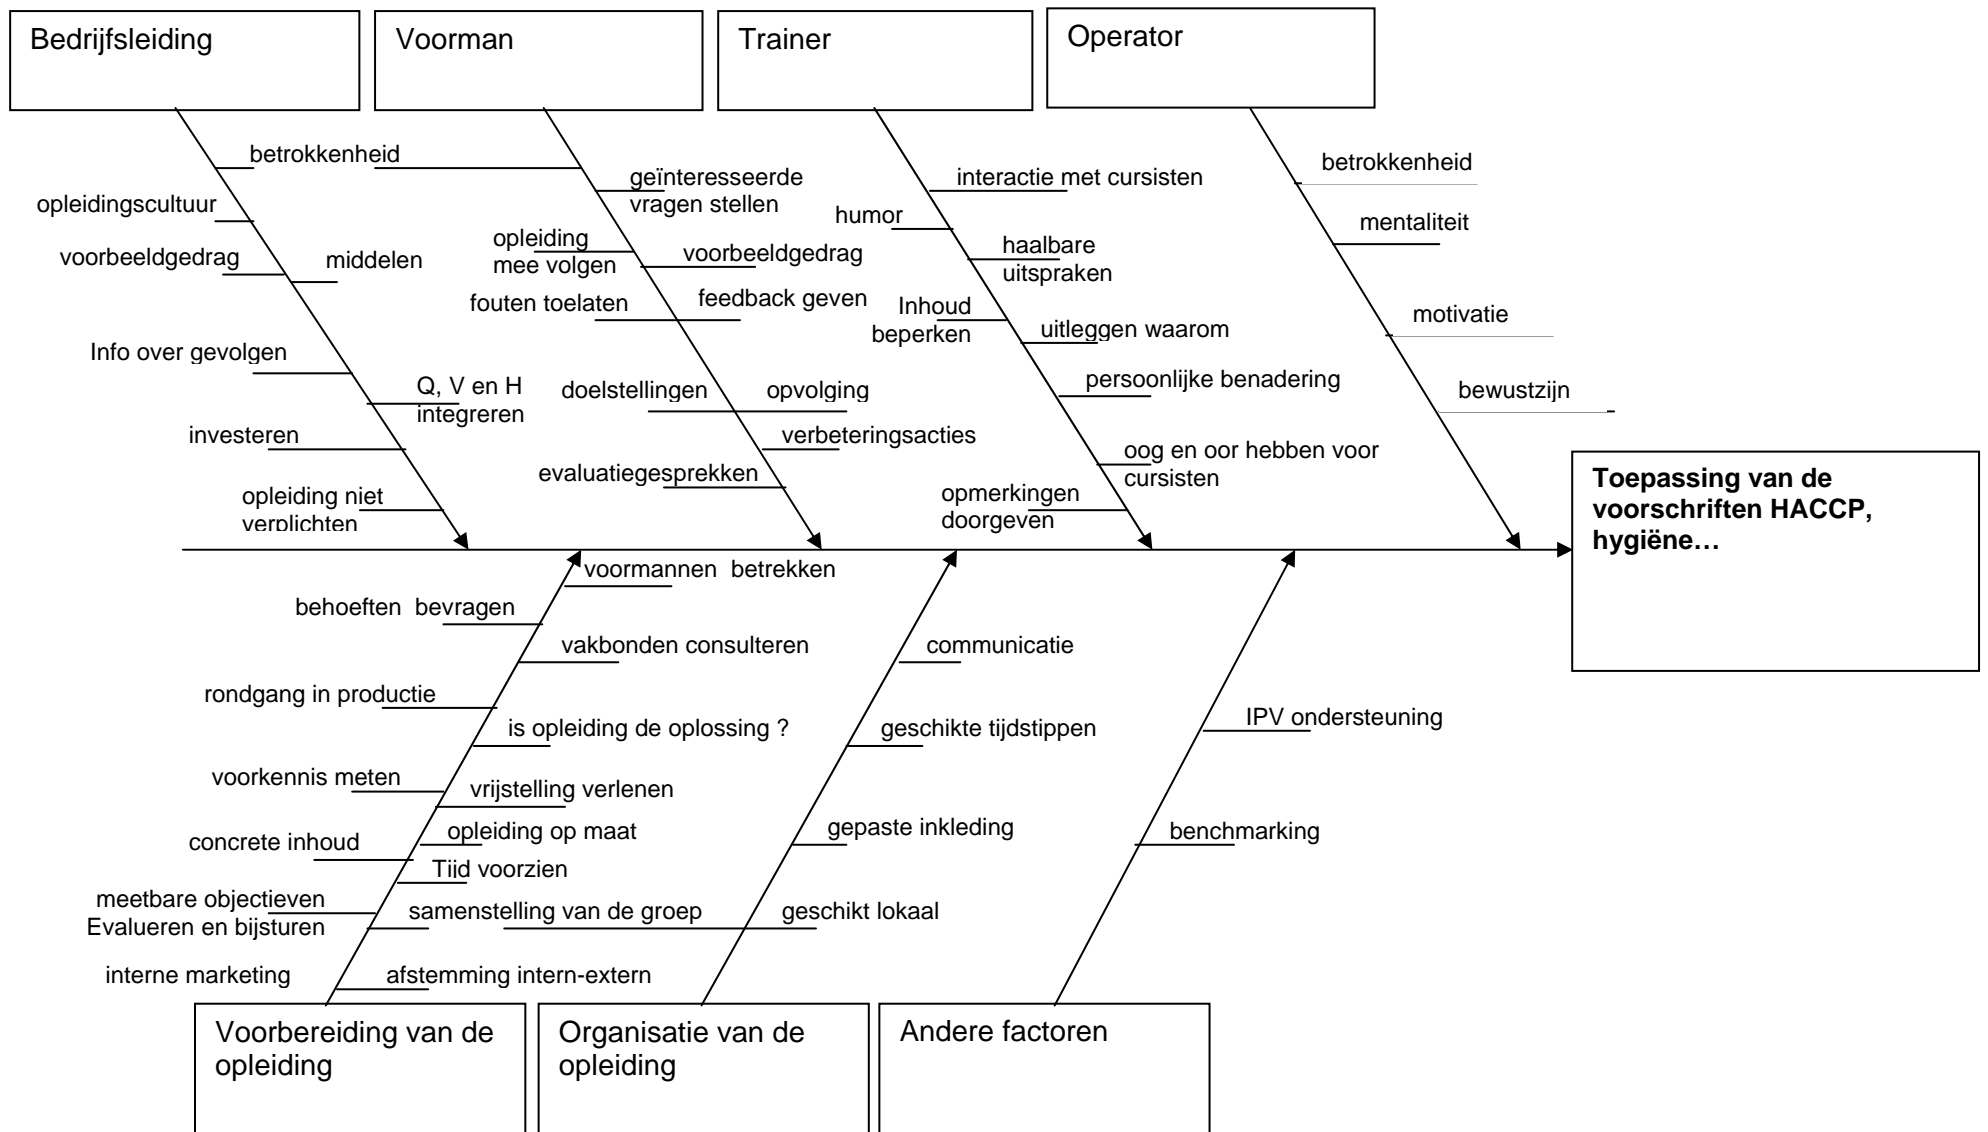 Bedrijfsleiding
Voorman
Trainer
Operator
betrokkenheid
opleidingscultuur
voorbeeldgedrag
middelen
Info over gevolgen
Q, V en H
integreren
investeren
opleiding niet
verplichten
geïnteresseerde
vragen stellen
opleiding
mee volgen
voorbeeldgedrag
fouten toelaten
feedback geven
doelstellingen
opvolging
verbeteringsacties
evaluatiegesprekken
interactie met cursisten
humor
haalbare
uitspraken
Inhoud
beperken
uitleggen waarom
persoonlijke benadering
oog en oor hebben voor
cursisten
opmerkingen
doorgeven
betrokkenheid
mentaliteit
motivatie
bewustzijn
Toepassing van de
voorschriften HACCP,
hygiëne…
voormannen betrekken
behoeften bevragen
vakbonden consulteren
rondgang in productie
is opleiding de oplossing ?
voorkennis meten
vrijstelling verlenen
opleiding op maat
concrete inhoud
Tijd voorzien
meetbare objectieven
Evalueren en bijsturen
samenstelling van de groep
interne marketing
afstemming intern-extern
communicatie
geschikte tijdstippen
gepaste inkleding
geschikt lokaal
IPV ondersteuning
benchmarking
Voorbereiding van de
opleiding
Organisatie van de
opleiding
Andere factoren